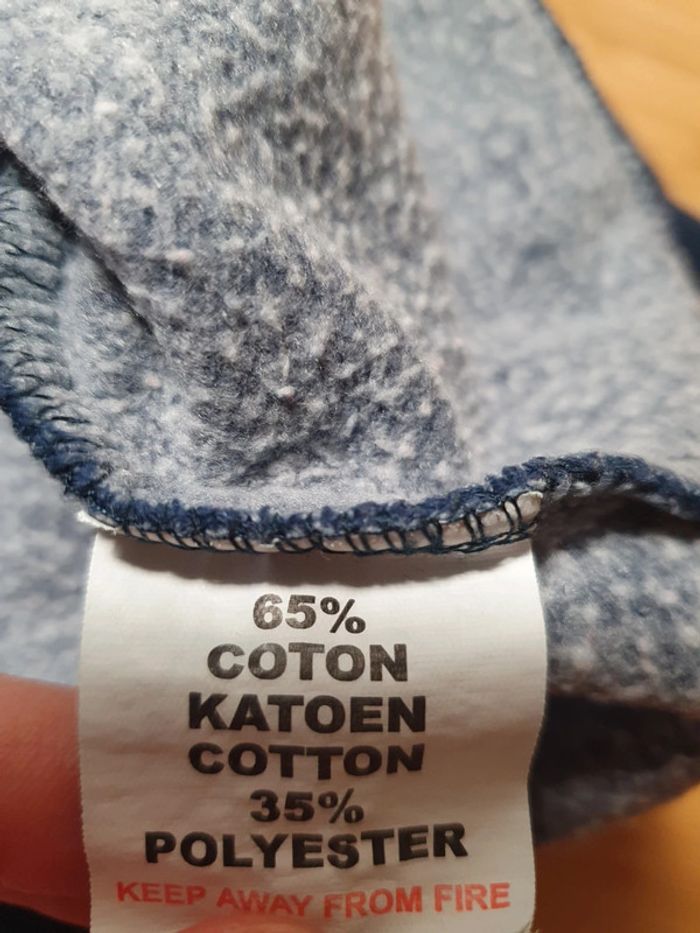 65%
COTON
KATOEN
COTTON
35%
POLYESTER
KEEP AWAY FROM FIRE